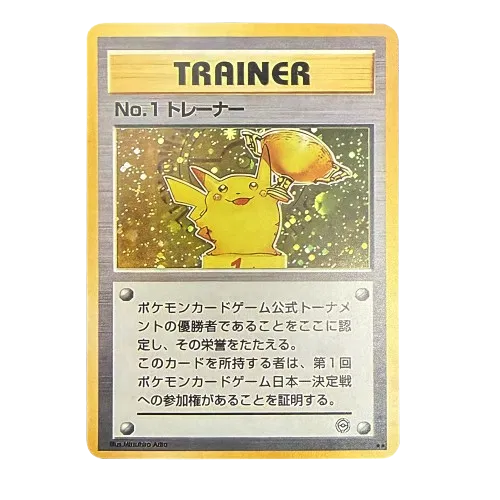 TRAINER
No.1 トレーナー
1
ポケモンカードゲーム公式トーナメ
ントの優勝者であることをここに認
定し、その栄誉をたたえる。
このカードを所持する者は、第1回
ポケモンカードゲーム日本一決定戦
への参加権があることを証明する。
Illus.Mitsuhiro Arita